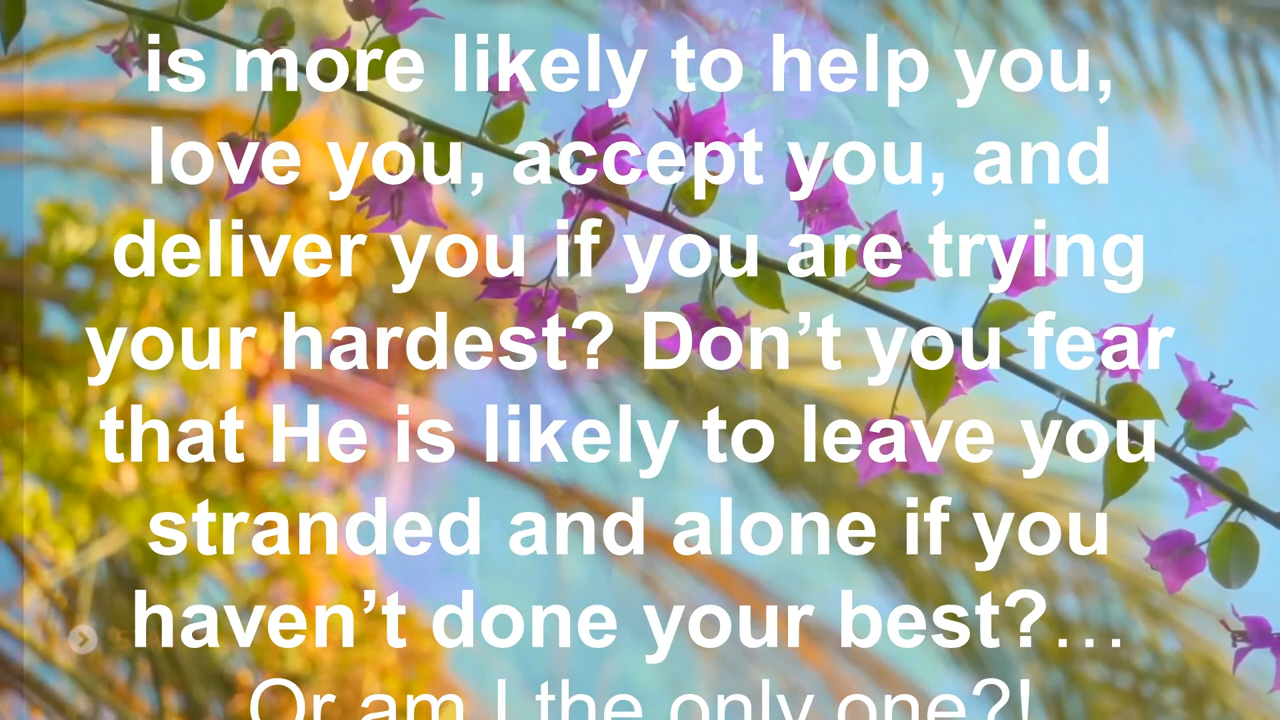 is more likely to help you,
love you, accept you, and
deliver you if you are trying
your hardest? Don’t you fear
that He is likely to leave you
stranded and alone if you
haven’t done your best?…
Or am I the only one?!